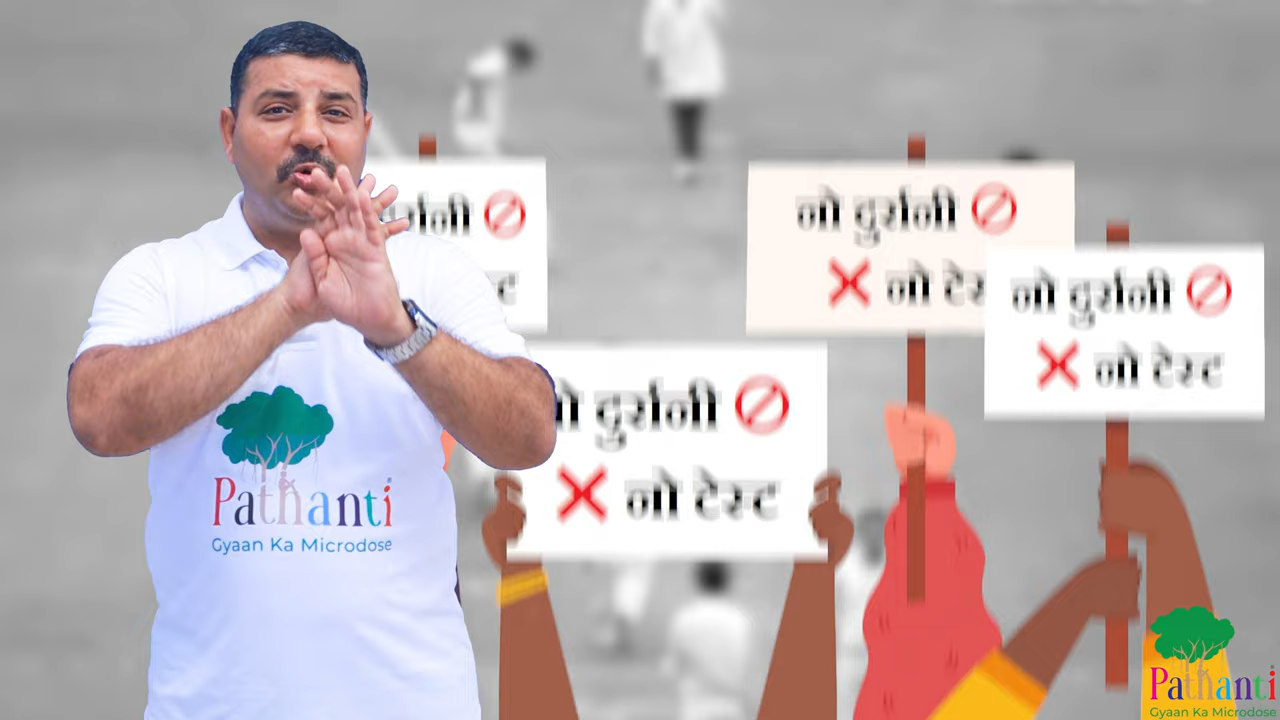 र्रानी 🚫
ट
नो दुर्रानी 🚫
❌ नो टेस
नो दुर्रानी 🚫
❌ नो टेस्ट
नो दुर्रानी 🚫
❌ नो टेस्ट
Pathanti
Gyaan Ka Microdose
Pathanti
Gyaan Ka Microdose